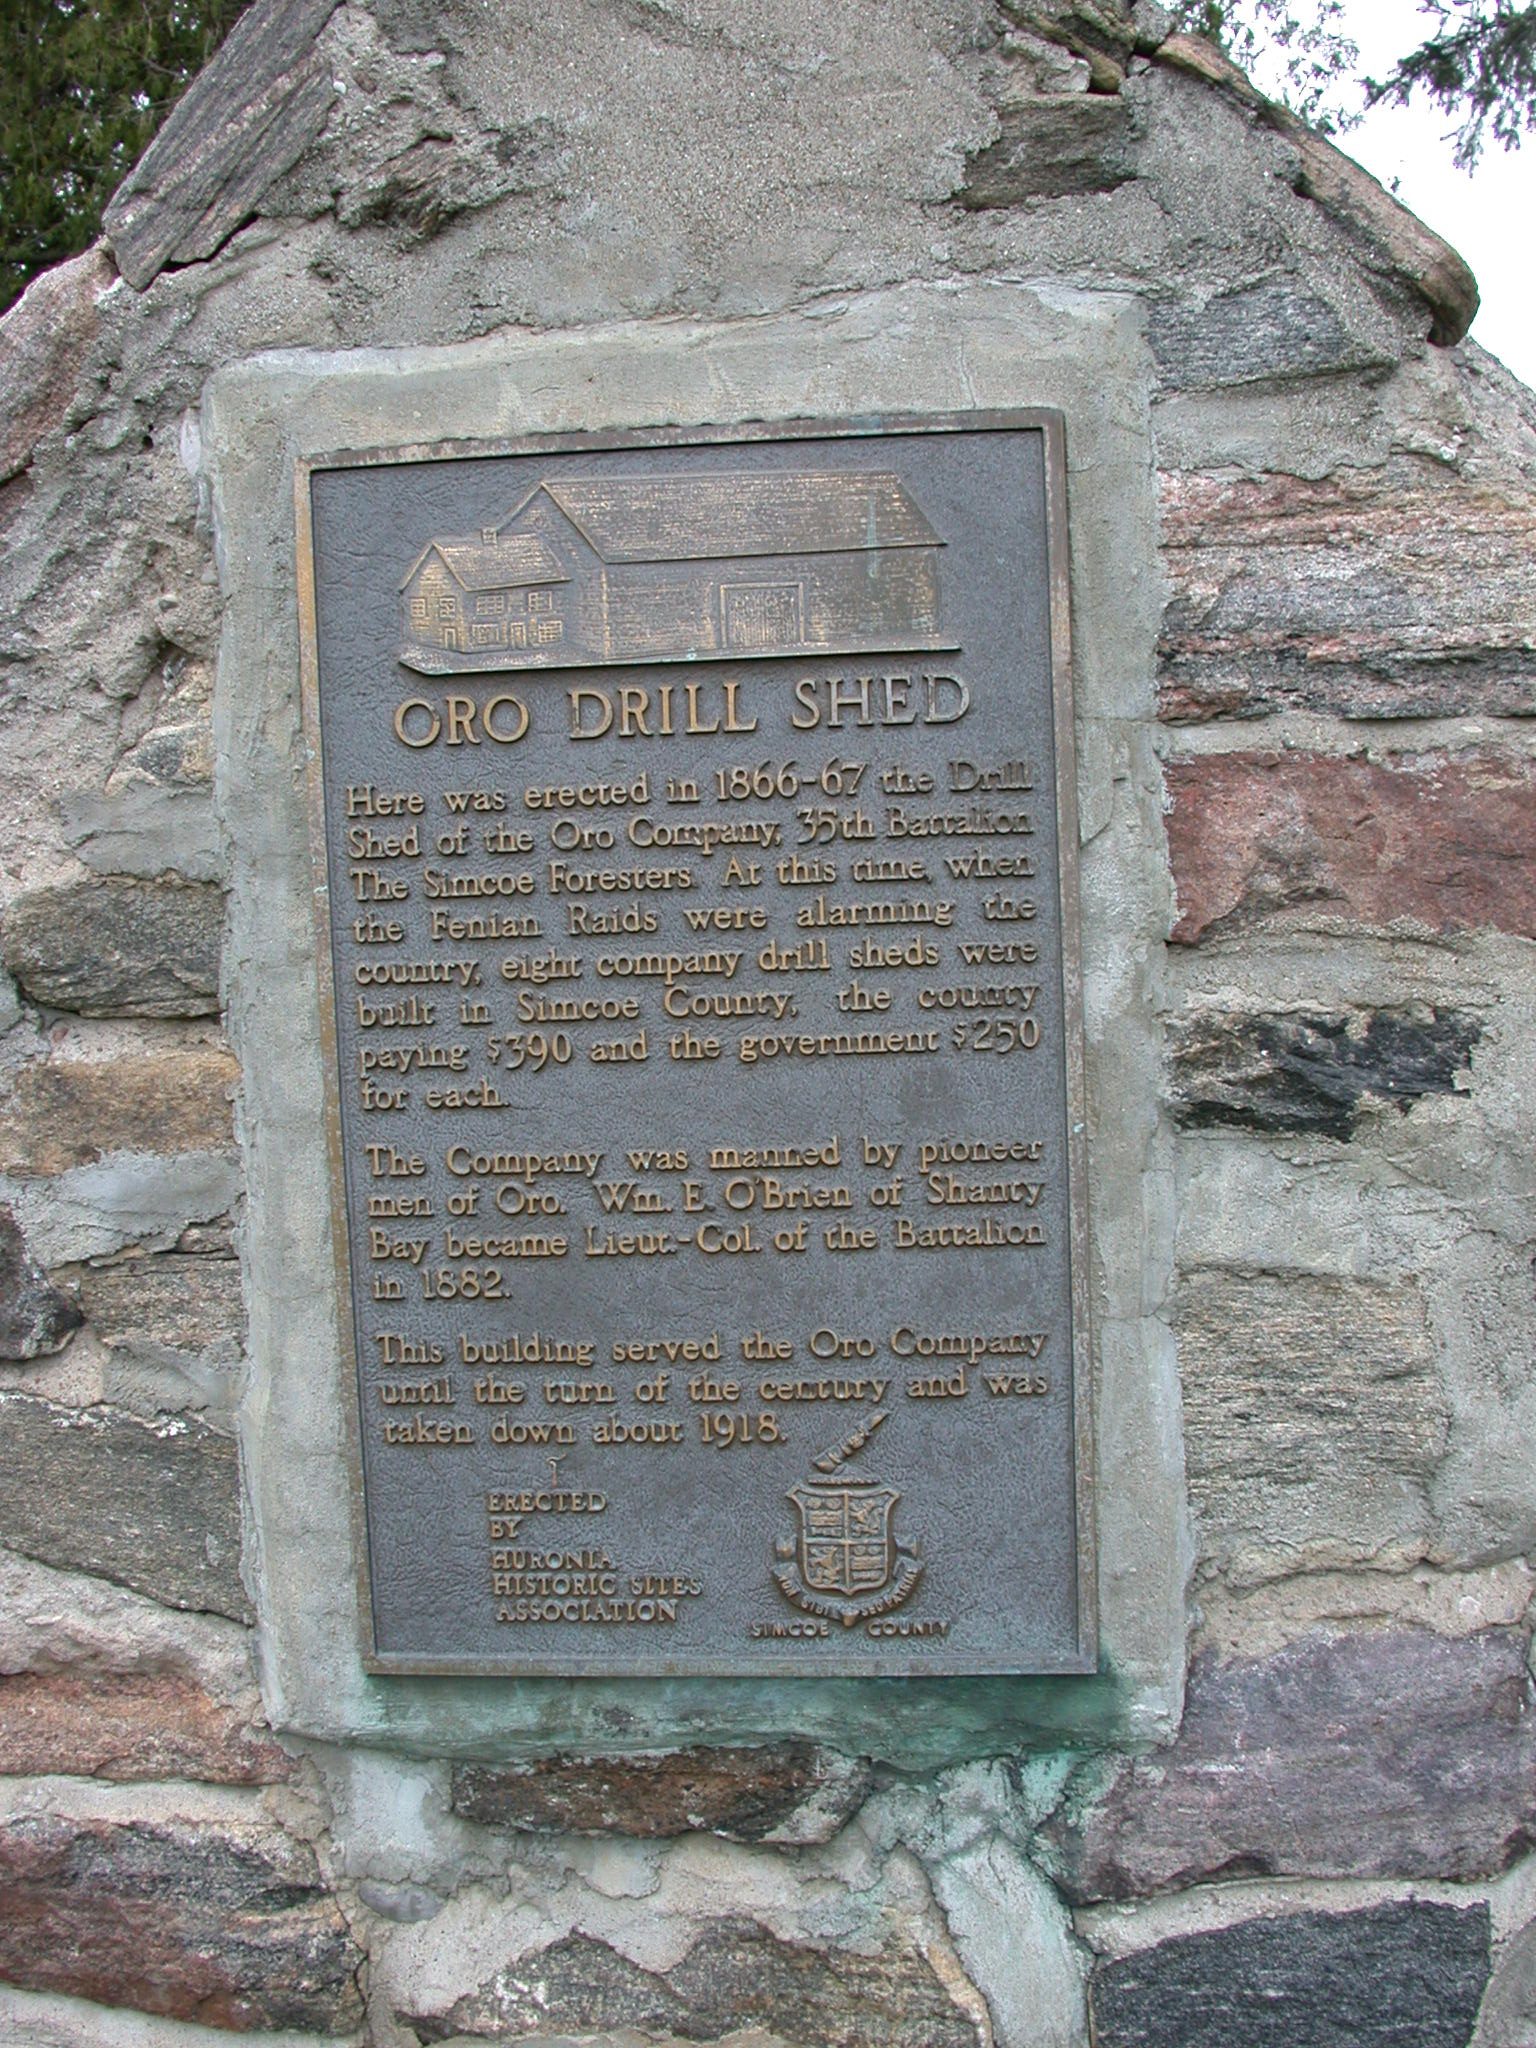 ORO DRILL SHED
Here was erected in 1866-67 the Drill
Shed of the Oro Company, 35th Battalion
The Simcoe Foresters. At this time, when
the Fenian Raids were alarming the
country, eight company drill sheds were
built in Simcoe County, the county
paying $390 and the government $250
for each.
The Company was manned by pioneer
men of Oro. Wm. E. O'Brien of Shanty
Bay became Lieut.-Col. of the Battalion
in 1882.
This building served the Oro Company
until the turn of the century and was
taken down about 1918.
ERECTED
BY
HURONIA
HISTORIC SITES
ASSOCIATION
NON SIBI SED PATRIAE
SIMCOE COUNTY